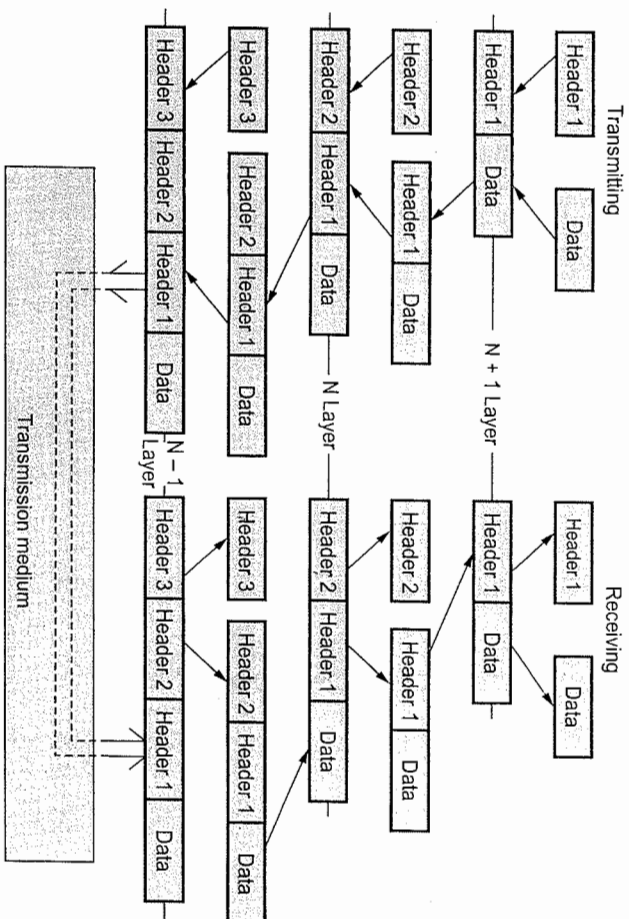 Transmitting Receiving
Header 1 Data Header 1 Data
Header 1 Data N + 1 Layer Header 1 Data
Header 2 Header 1 Data Header 2 Header 1 Data
Header 2 Header 1 Data N Layer Header 2 Header 1 Data
Header 3 Header 2 Header 1 Data Header 3 Header 2 Header 1 Data
Header 3 Header 2 Header 1 Data N – 1 Header 3 Header 2 Header 1 Data
Layer
Transmission medium